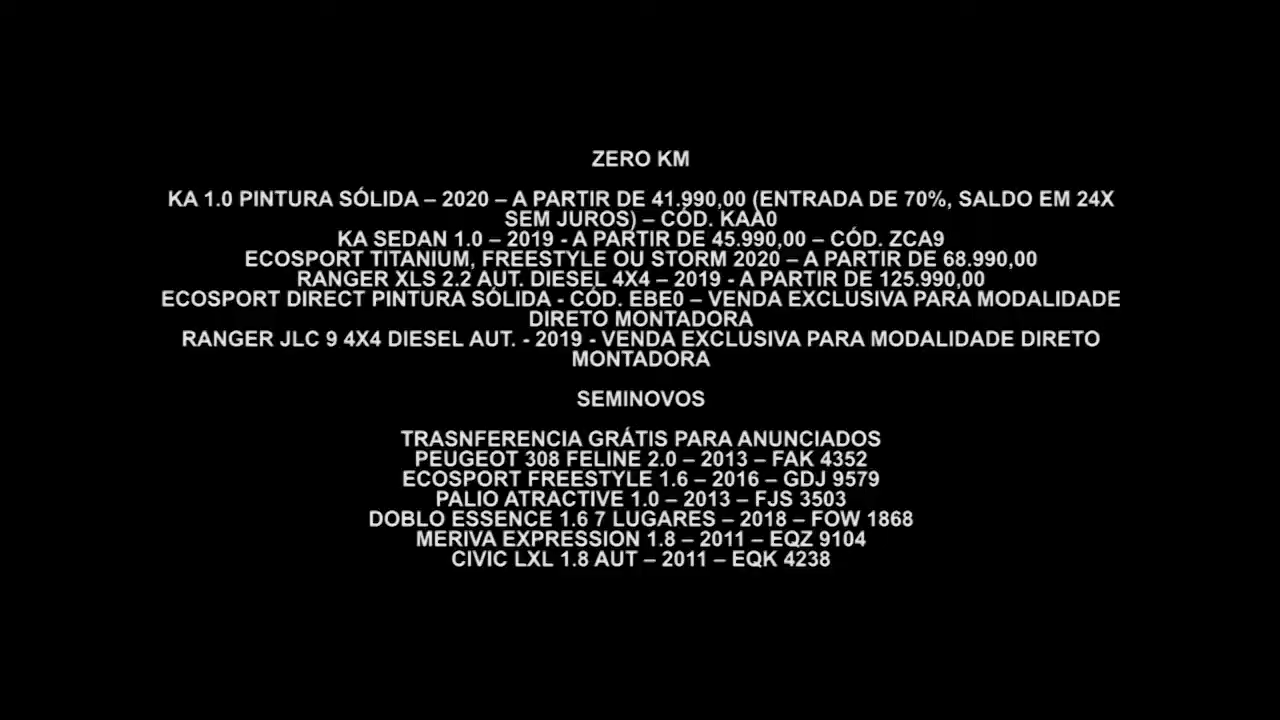 ZERO KM
KA 1.0 PINTURA SÓLIDA – 2020 – A PARTIR DE 41.990,00 (ENTRADA DE 70%, SALDO EM 24X
SEM JUROS) – CÓD. KAA0
KA SEDAN 1.0 – 2019 - A PARTIR DE 45.990,00 – CÓD. ZCA9
ECOSPORT TITANIUM, FREESTYLE OU STORM 2020 – A PARTIR DE 68.990,00
RANGER XLS 2.2 AUT. DIESEL 4X4 – 2019 - A PARTIR DE 125.990,00
ECOSPORT DIRECT PINTURA SÓLIDA - CÓD. EBE0 – VENDA EXCLUSIVA PARA MODALIDADE
DIRETO MONTADORA
RANGER JLC 9 4X4 DIESEL AUT. - 2019 - VENDA EXCLUSIVA PARA MODALIDADE DIRETO
MONTADORA
SEMINOVOS
TRASNFERENCIA GRÁTIS PARA ANUNCIADOS
PEUGEOT 308 FELINE 2.0 – 2013 – FAK 4352
ECOSPORT FREESTYLE 1.6 – 2016 – GDJ 9579
PALIO ATRACTIVE 1.0 – 2013 – FJS 3503
DOBLO ESSENCE 1.6 7 LUGARES – 2018 – FOW 1868
MERIVA EXPRESSION 1.8 – 2011 – EQZ 9104
CIVIC LXL 1.8 AUT – 2011 – EQK 4238